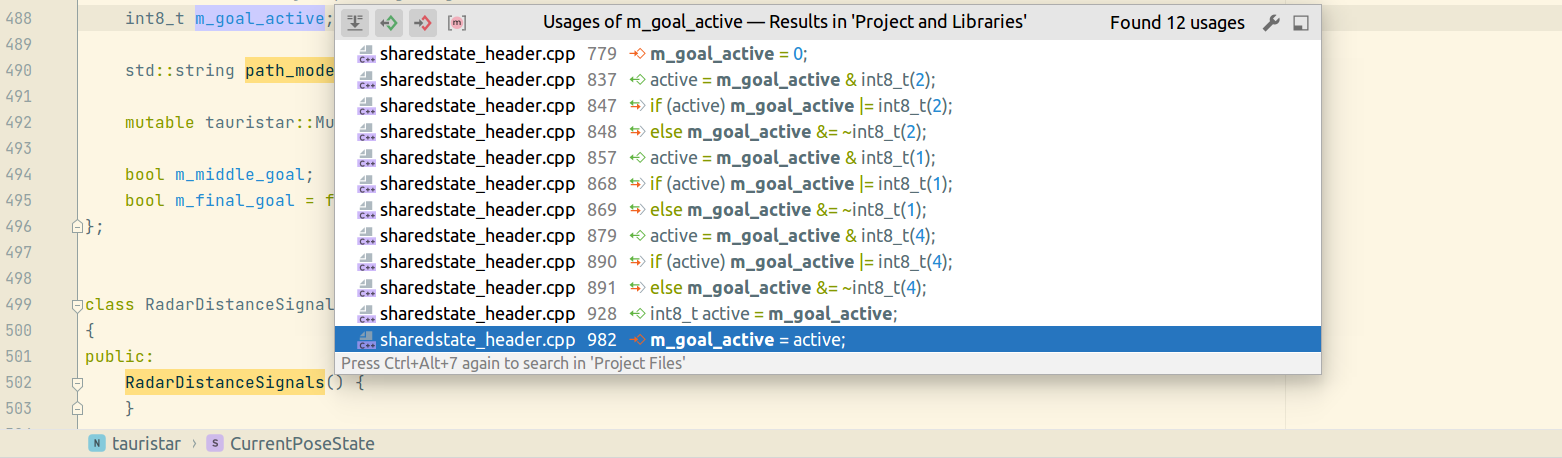 488 int8_t m_goal_active;
489
490 std::string path_mode
491
492 mutable tauristar::Mu
493
494 bool m_middle_goal;
495 bool m_final_goal = f
496 };
497
498
499 class RadarDistanceSignal
500 {
501 public:
502 RadarDistanceSignals() {
503 }
[m] Usages of m_goal_active — Results in 'Project and Libraries' Found 12 usages
C++ sharedstate_header.cpp 779 m_goal_active = 0;
C++ sharedstate_header.cpp 837 active = m_goal_active & int8_t(2);
C++ sharedstate_header.cpp 847 if (active) m_goal_active |= int8_t(2);
C++ sharedstate_header.cpp 848 else m_goal_active &= ~int8_t(2);
C++ sharedstate_header.cpp 857 active = m_goal_active & int8_t(1);
C++ sharedstate_header.cpp 868 if (active) m_goal_active |= int8_t(1);
C++ sharedstate_header.cpp 869 else m_goal_active &= ~int8_t(1);
C++ sharedstate_header.cpp 879 active = m_goal_active & int8_t(4);
C++ sharedstate_header.cpp 890 if (active) m_goal_active |= int8_t(4);
C++ sharedstate_header.cpp 891 else m_goal_active &= ~int8_t(4);
C++ sharedstate_header.cpp 928 int8_t active = m_goal_active;
C++ sharedstate_header.cpp 982 m_goal_active = active;
Press Ctrl+Alt+7 again to search in 'Project Files'
N tauristar › S CurrentPoseState